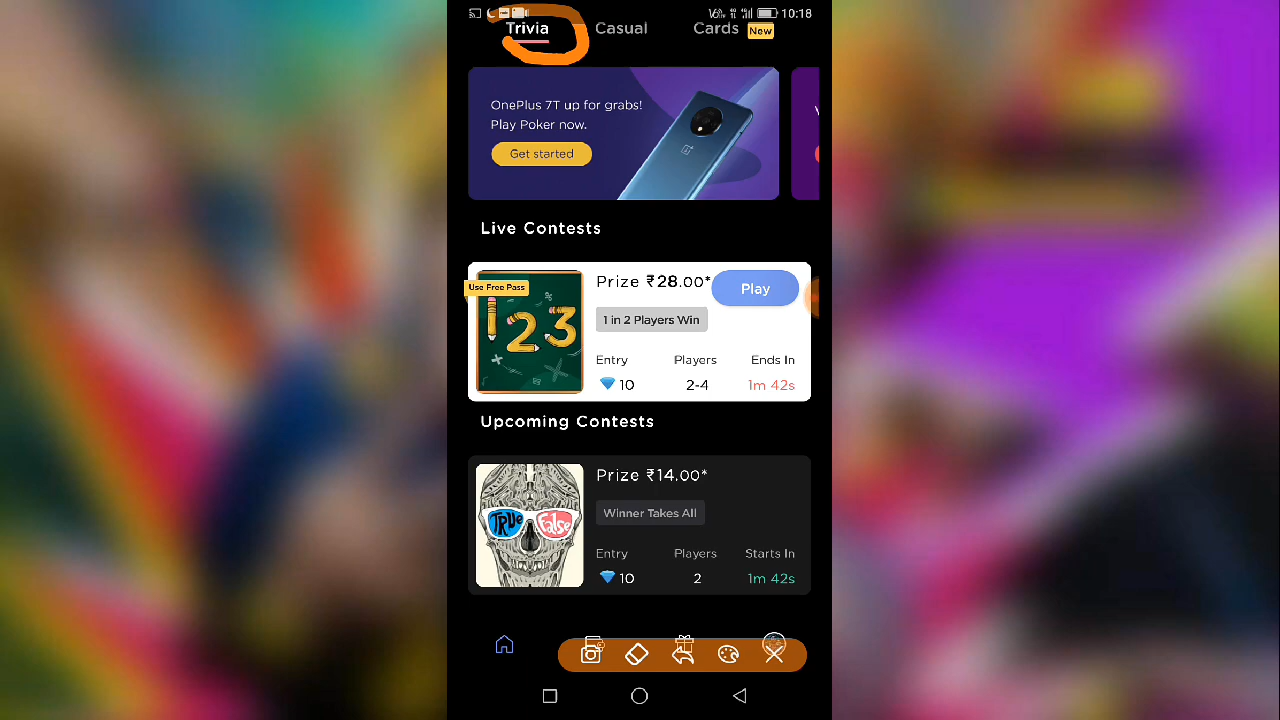 10:18
Trivia
Casual
Cards
New
OnePlus 7T up for grabs!
Play Poker now.
Get started
Live Contests
Use Free Pass
123
Prize ₹28.00*
Play
1 in 2 Players Win
Entry
Players
Ends In
10
2-4
1m 42s
Upcoming Contests
TRUE
False
Prize ₹14.00*
Winner Takes All
Entry
Players
Starts In
10
2
1m 42s